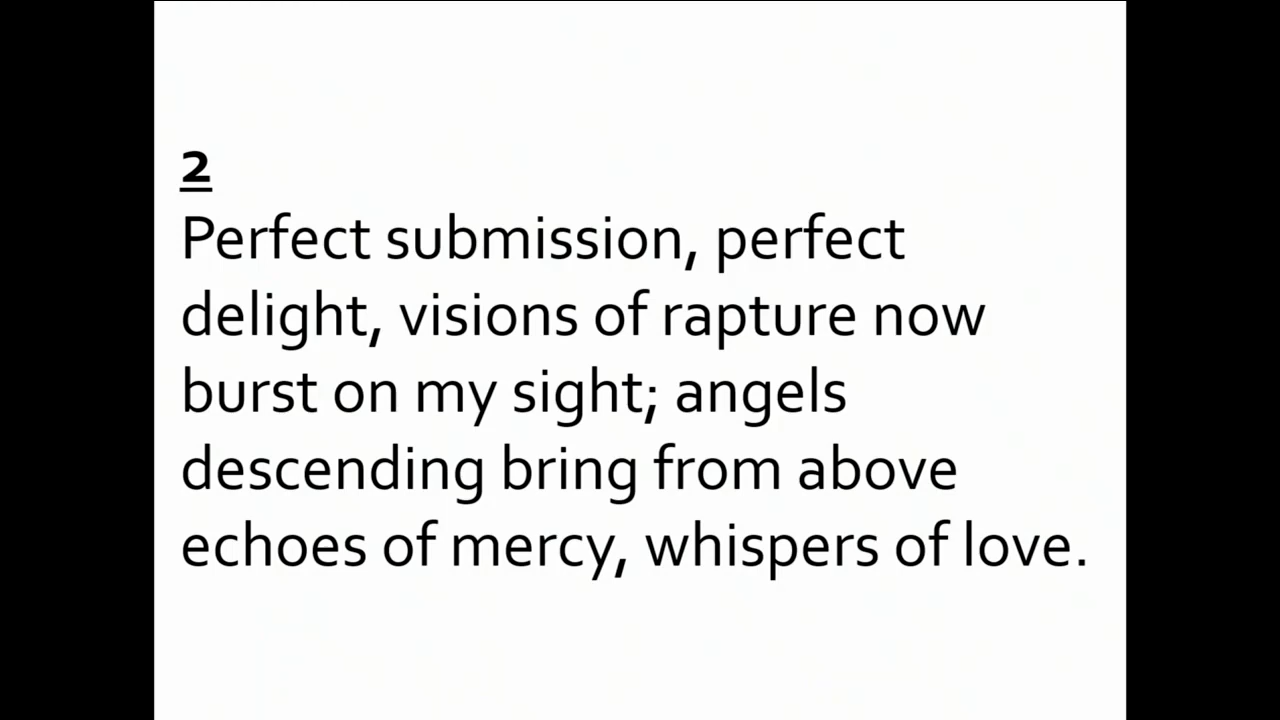 2
Perfect submission, perfect
delight, visions of rapture now
burst on my sight; angels
descending bring from above
echoes of mercy, whispers of love.